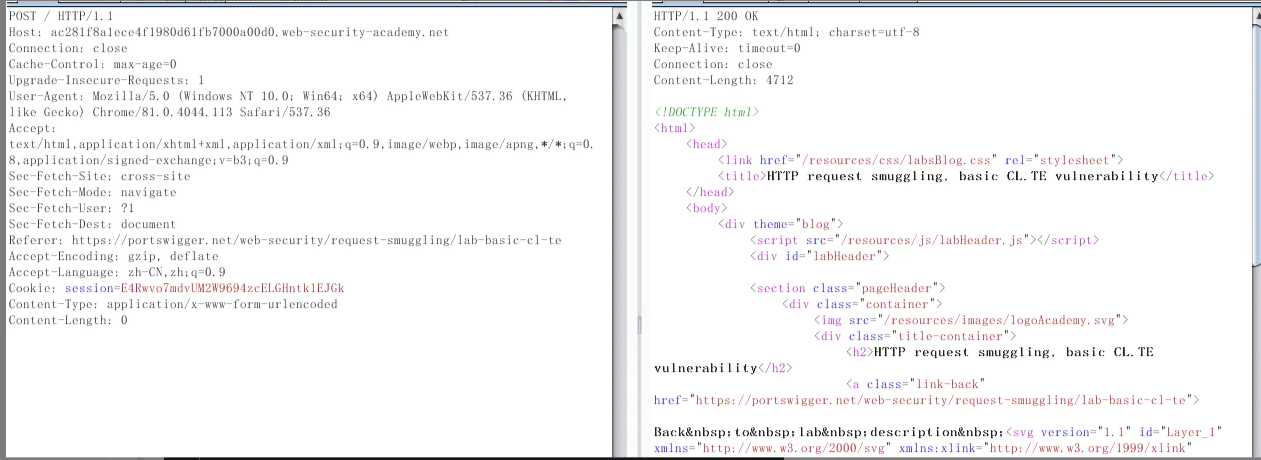 POST / HTTP/1.1
Host: ac281f8a1ece4f1980d61fb7000a00d0.web-security-academy.net
Connection: close
Cache-Control: max-age=0
Upgrade-Insecure-Requests: 1
User-Agent: Mozilla/5.0 (Windows NT 10.0; Win64; x64) AppleWebKit/537.36 (KHTML,
like Gecko) Chrome/81.0.4044.113 Safari/537.36
Accept:
text/html,application/xhtml+xml,application/xml;q=0.9,image/webp,image/apng,*/*;q=0.
8,application/signed-exchange;v=b3;q=0.9
Sec-Fetch-Site: cross-site
Sec-Fetch-Mode: navigate
Sec-Fetch-User: ?1
Sec-Fetch-Dest: document
Referer: https://portswigger.net/web-security/request-smuggling/lab-basic-cl-te
Accept-Encoding: gzip, deflate
Accept-Language: zh-CN,zh;q=0.9
Cookie: session=E4Rwvo7mdvUM2W9694zcELGHntk1EJGk
Content-Type: application/x-www-form-urlencoded
Content-Length: 0
HTTP/1.1 200 OK
Content-Type: text/html; charset=utf-8
Keep-Alive: timeout=0
Connection: close
Content-Length: 4712
<!DOCTYPE html>
<html>
<head>
<link href="/resources/css/labsBlog.css" rel="stylesheet">
<title>HTTP request smuggling, basic CL.TE vulnerability</title>
</head>
<body>
<div theme="blog">
<script src="/resources/js/labHeader.js"></script>
<div id="labHeader">
<section class="pageHeader">
<div class="container">
<img src="/resources/images/logoAcademy.svg">
<div class="title-container">
<h2>HTTP request smuggling, basic CL.TE
vulnerability</h2>
<a class="link-back"
href="https://portswigger.net/web-security/request-smuggling/lab-basic-cl-te">
Back&nbsp;to&nbsp;lab&nbsp;description&nbsp;<svg version="1.1" id="Layer_1"
xmlns="http://www.w3.org/2000/svg" xmlns:xlink="http://www.w3.org/1999/xlink"